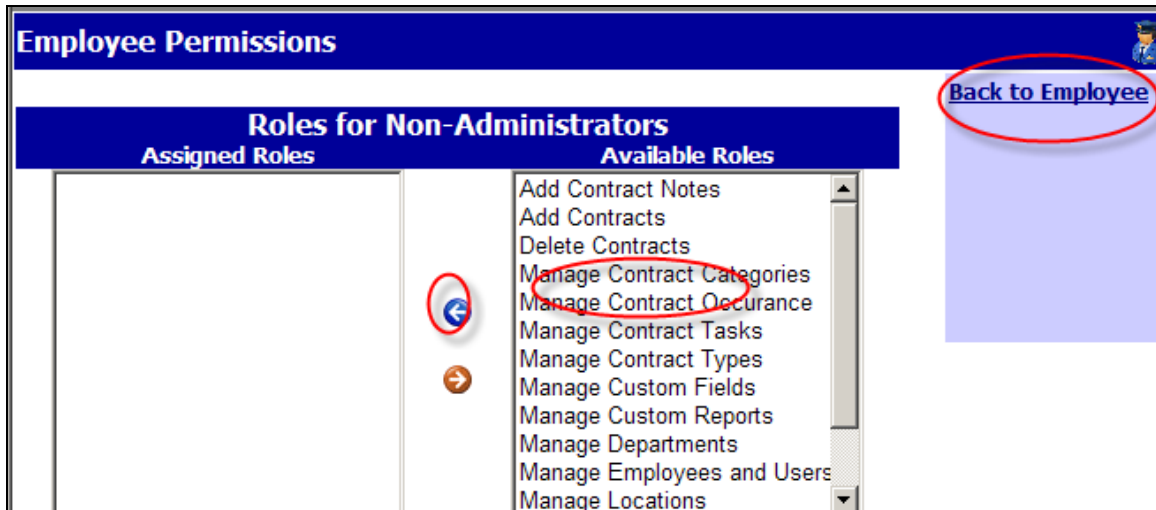 Employee Permissions
Back to Employee
Roles for Non-Administrators
Assigned Roles Available Roles
Add Contract Notes
Add Contracts
Delete Contracts
Manage Contract Categories
Manage Contract Occurance
Manage Contract Tasks
Manage Contract Types
Manage Custom Fields
Manage Custom Reports
Manage Departments
Manage Employees and Users
Manage Locations